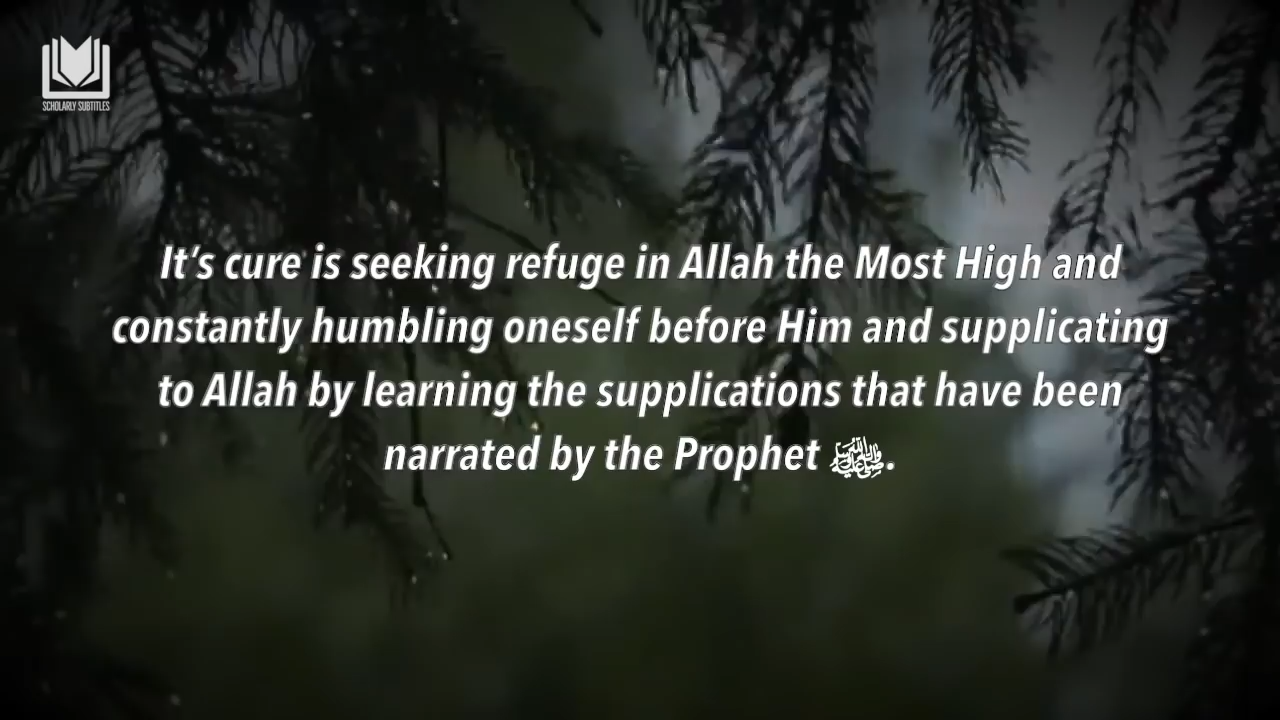 SCHOLARLY SUBTITLES
It's cure is seeking refuge in Allah the Most High and
constantly humbling oneself before Him and supplicating
to Allah by learning the supplications that have been
narrated by the Prophet ﷺ.